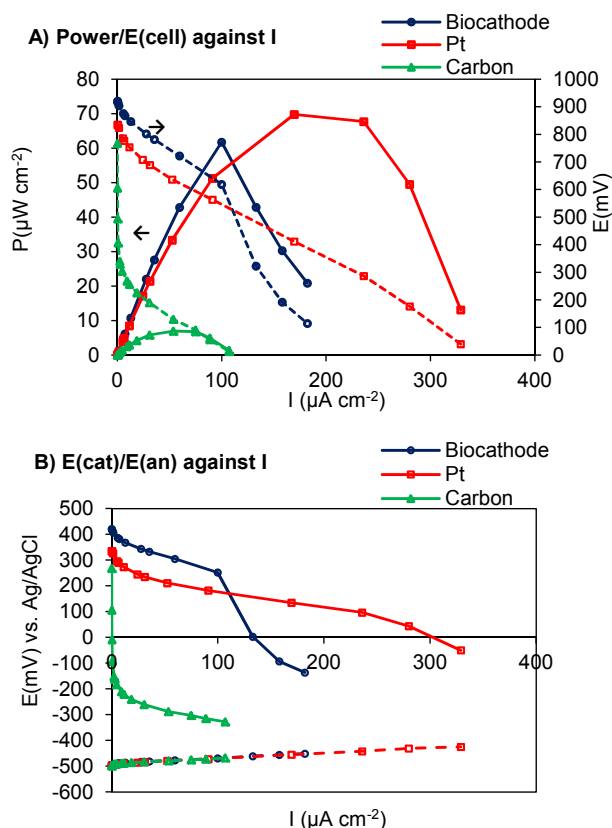 A) Power/E(cell) against I
Biocathode
Pt
Carbon
P(µW cm-2)
80
70
60
50
40
30
20
10
0
1000
900
800
700
600
500
400
300
200
100
0
E(mV)
0 100 200 300 400
I (µA cm-2)
B) E(cat)/E(an) against I
Biocathode
Pt
Carbon
E(mV) vs. Ag/AgCl
500
400
300
200
100
0
-100
-200
-300
-400
-500
-600
0 100 200 300 400
I (µA cm-2)